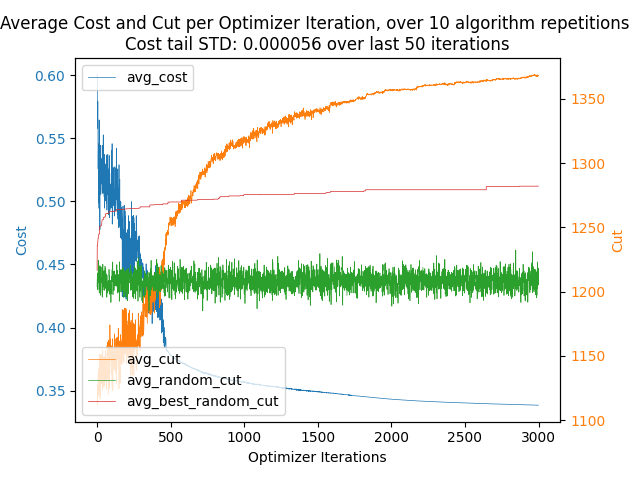 Average Cost and Cut per Optimizer Iteration, over 10 algorithm repetitions
Cost tail STD: 0.000056 over last 50 iterations
avg_cost
0.60
0.55
0.50
0.45
0.40
0.35
Cost
1350
1300
1250
1200
1150
1100
Cut
avg_cut
avg_random_cut
avg_best_random_cut
0
500
1000
1500
2000
2500
3000
Optimizer Iterations